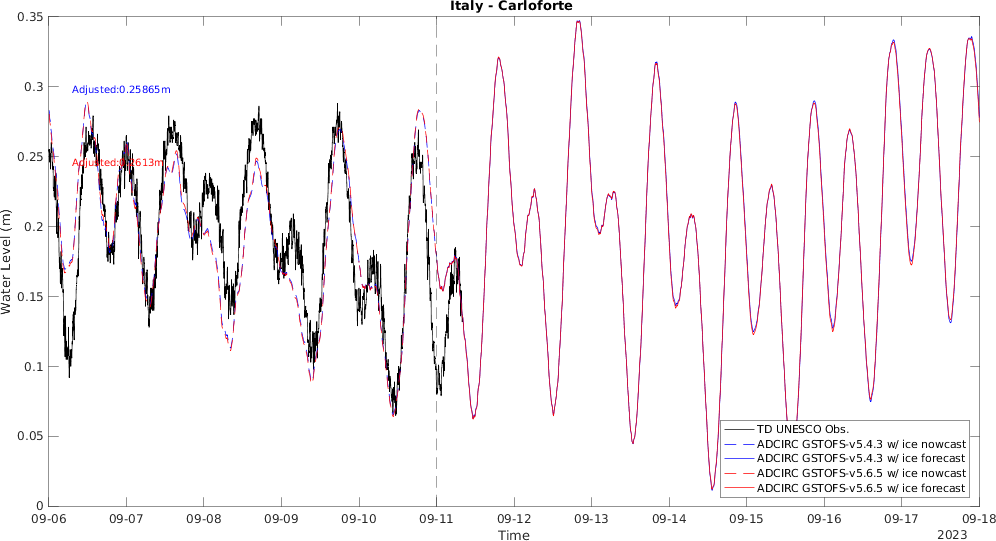 Italy - Carloforte
Water Level (m)
0.35
0.3
0.25
0.2
0.15
0.1
0.05
0
Adjusted:0.25865m
Adjusted:0.2613m
TD UNESCO Obs.
ADCIRC GSTOFS-v5.4.3 w/ ice nowcast
ADCIRC GSTOFS-v5.4.3 w/ ice forecast
ADCIRC GSTOFS-v5.6.5 w/ ice nowcast
ADCIRC GSTOFS-v5.6.5 w/ ice forecast
09-06 09-07 09-08 09-09 09-10 09-11 09-12 09-13 09-14 09-15 09-16 09-17 09-18
Time
2023